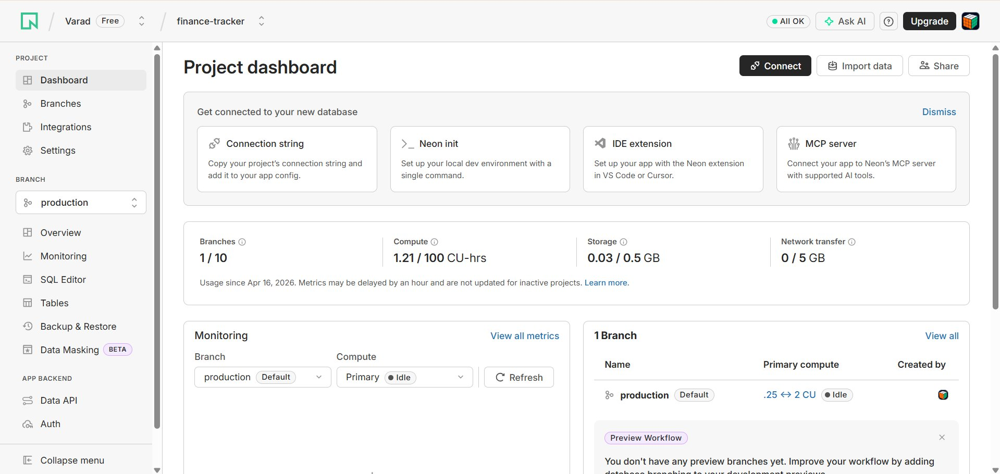 Varad Free finance-tracker All OK Ask AI Upgrade
PROJECT
Dashboard
Branches
Integrations
Settings
BRANCH
production
Overview
Monitoring
SQL Editor
Tables
Backup & Restore
Data Masking BETA
APP BACKEND
Data API
Auth
Collapse menu
Project dashboard
Connect Import data Share
Get connected to your new database Dismiss
Connection string
Copy your project’s connection string and
add it to your app config.
Neon init
Set up your local dev environment with a
single command.
IDE extension
Set up your app with the Neon extension
in VS Code or Cursor.
MCP server
Connect your app to Neon’s MCP server
with supported AI tools.
Branches
1 / 10
Compute
1.21 / 100 CU-hrs
Storage
0.03 / 0.5 GB
Network transfer
0 / 5 GB
Usage since Apr 16, 2026. Metrics may be delayed by an hour and are not updated for inactive projects. Learn more.
Monitoring View all metrics
Branch Compute
production Default Primary Idle Refresh
1 Branch View all
Name Primary compute Created by
production Default .25 ↔ 2 CU Idle
Preview Workflow
You don't have any preview branches yet. Improve your workflow by adding
database branching to your development previews.